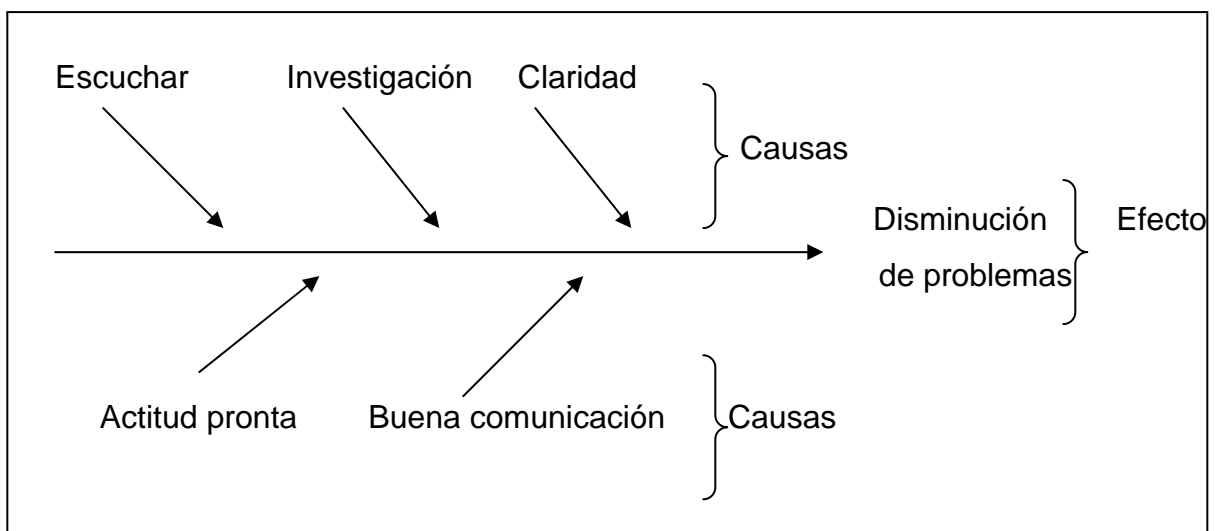 Escuchar Investigación Claridad
Causas
Disminución Efecto
de problemas
Actitud pronta Buena comunicación Causas